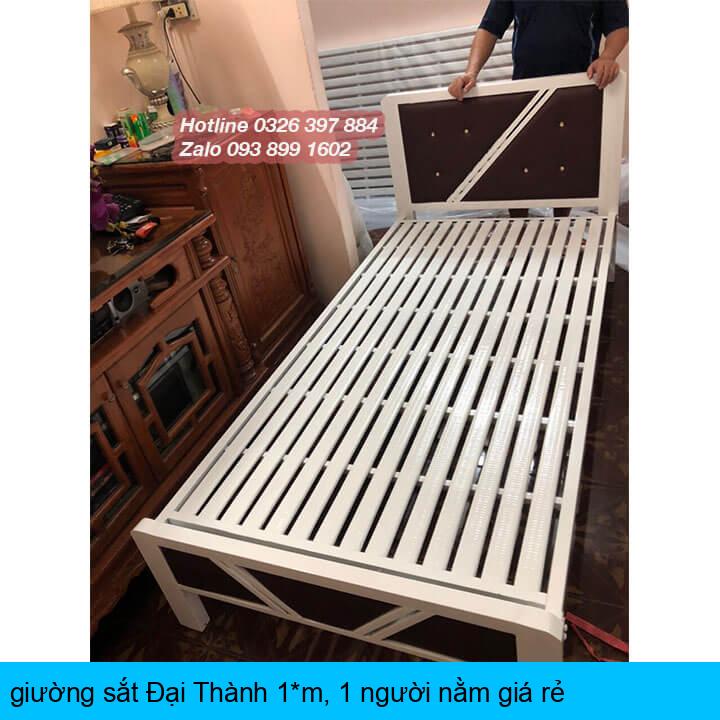 Hotline 0326 397 884
Zalo 093 899 1602
giường sắt Đại Thành 1*m, 1 người nằm giá rẻ